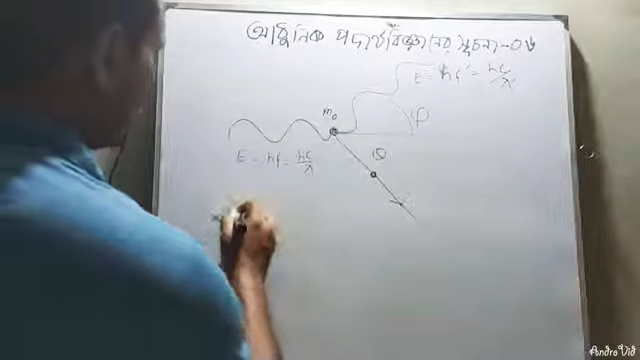 আধুনিক পদার্থবিজ্ঞানের সূচনা-০৬
E = hf' = hc/λ'
m₀
φ
E = hf = hc/λ
AndroVid